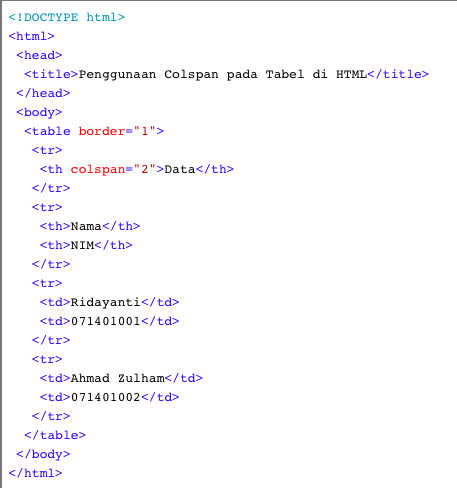 <!DOCTYPE html>
<html>
<head>
<title>Penggunaan Colspan pada Tabel di HTML</title>
</head>
<body>
<table border="1">
<tr>
<th colspan="2">Data</th>
</tr>
<tr>
<th>Nama</th>
<th>NIM</th>
</tr>
<tr>
<td>Ridayanti</td>
<td>071401001</td>
</tr>
<tr>
<td>Ahmad Zulham</td>
<td>071401002</td>
</tr>
</table>
</body>
</html>